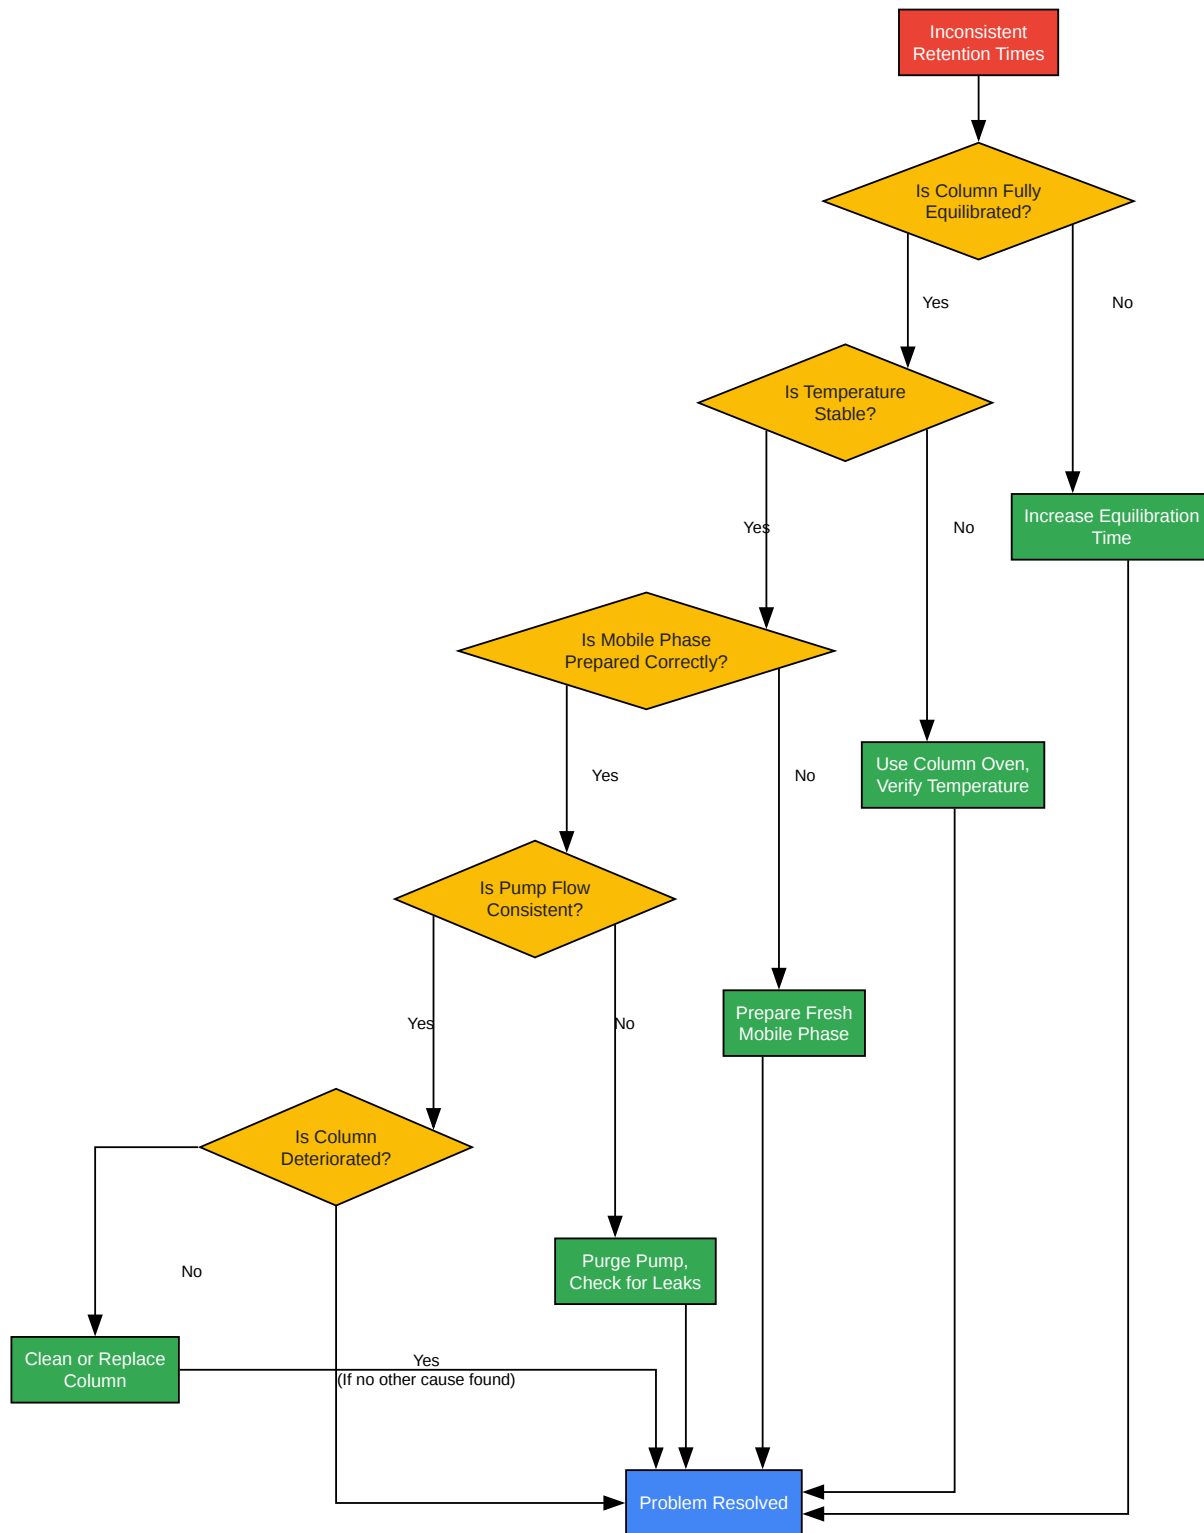 Inconsistent
Retention Times
Is Column Fully
Equilibrated?
Yes
No
Is Temperature
Stable?
Yes
No
Increase Equilibration
Time
Is Mobile Phase
Prepared Correctly?
Yes
No
Use Column Oven,
Verify Temperature
Is Pump Flow
Consistent?
Yes
No
Prepare Fresh
Mobile Phase
Is Column
Deteriorated?
No
Purge Pump,
Check for Leaks
Clean or Replace
Column
Yes
(If no other cause found)
Problem Resolved